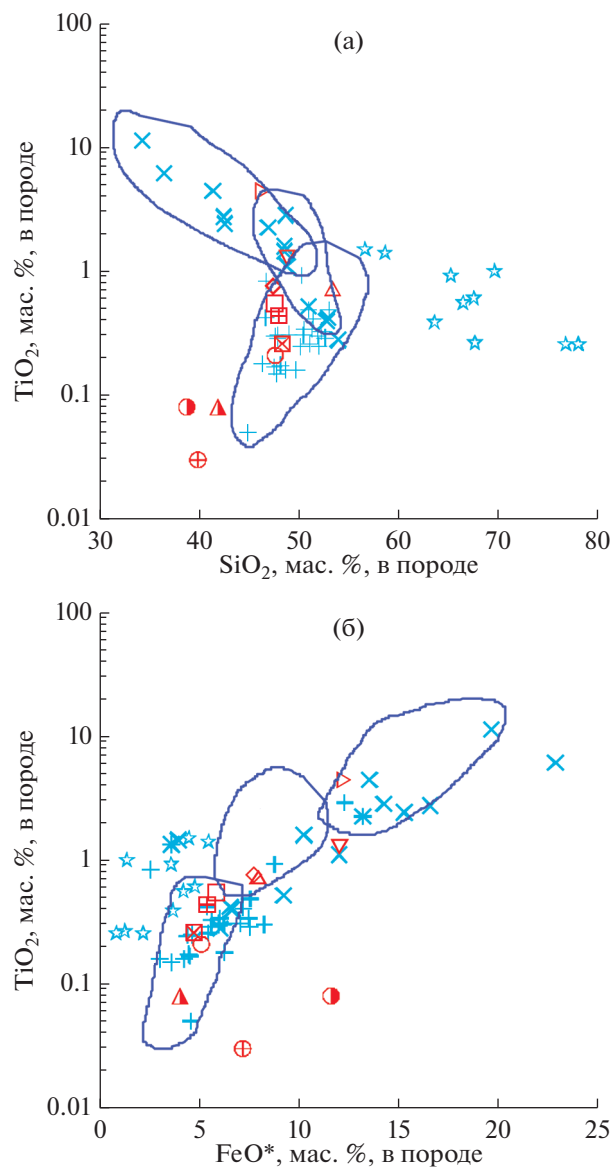 (а)
100
10
1
0.1
0.01
TiO₂, мас. %, в породе
30 40 50 60 70 80
SiO₂, мас. %, в породе
(б)
100
10
1
0.1
0.01
TiO₂, мас. %, в породе
0 5 10 15 20 25
FeO*, мас. %, в породе